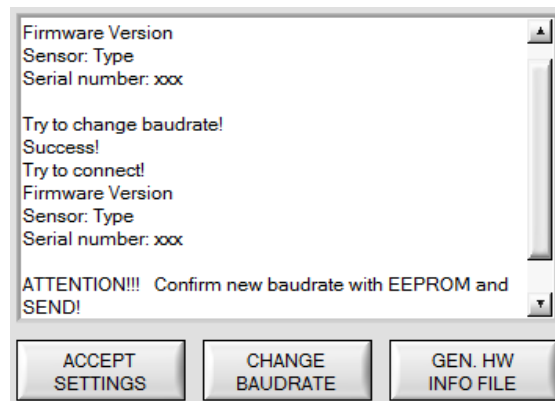 Firmware Version
Sensor: Type
Serial number: xxx
Try to change baudrate!
Success!
Try to connect!
Firmware Version
Sensor: Type
Serial number: xxx
ATTENTION!!!   Confirm new baudrate with EEPROM and
SEND!
ACCEPT
SETTINGS
CHANGE
BAUDRATE
GEN. HW
INFO FILE